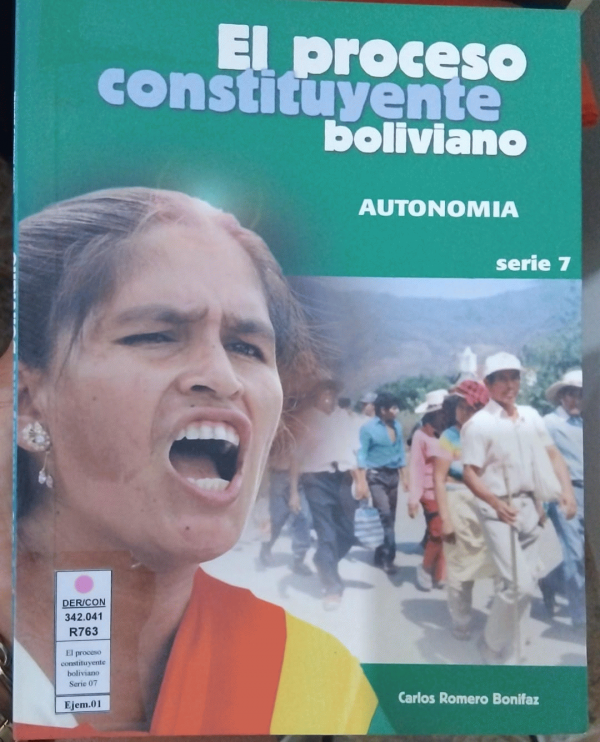 El proceso
constituyente
boliviano
AUTONOMIA
serie 7
DER/CON
342.041
R763
El proceso
constituyente
boliviano
Serie 07
Ejem.01
Carlos Romero Bonifaz